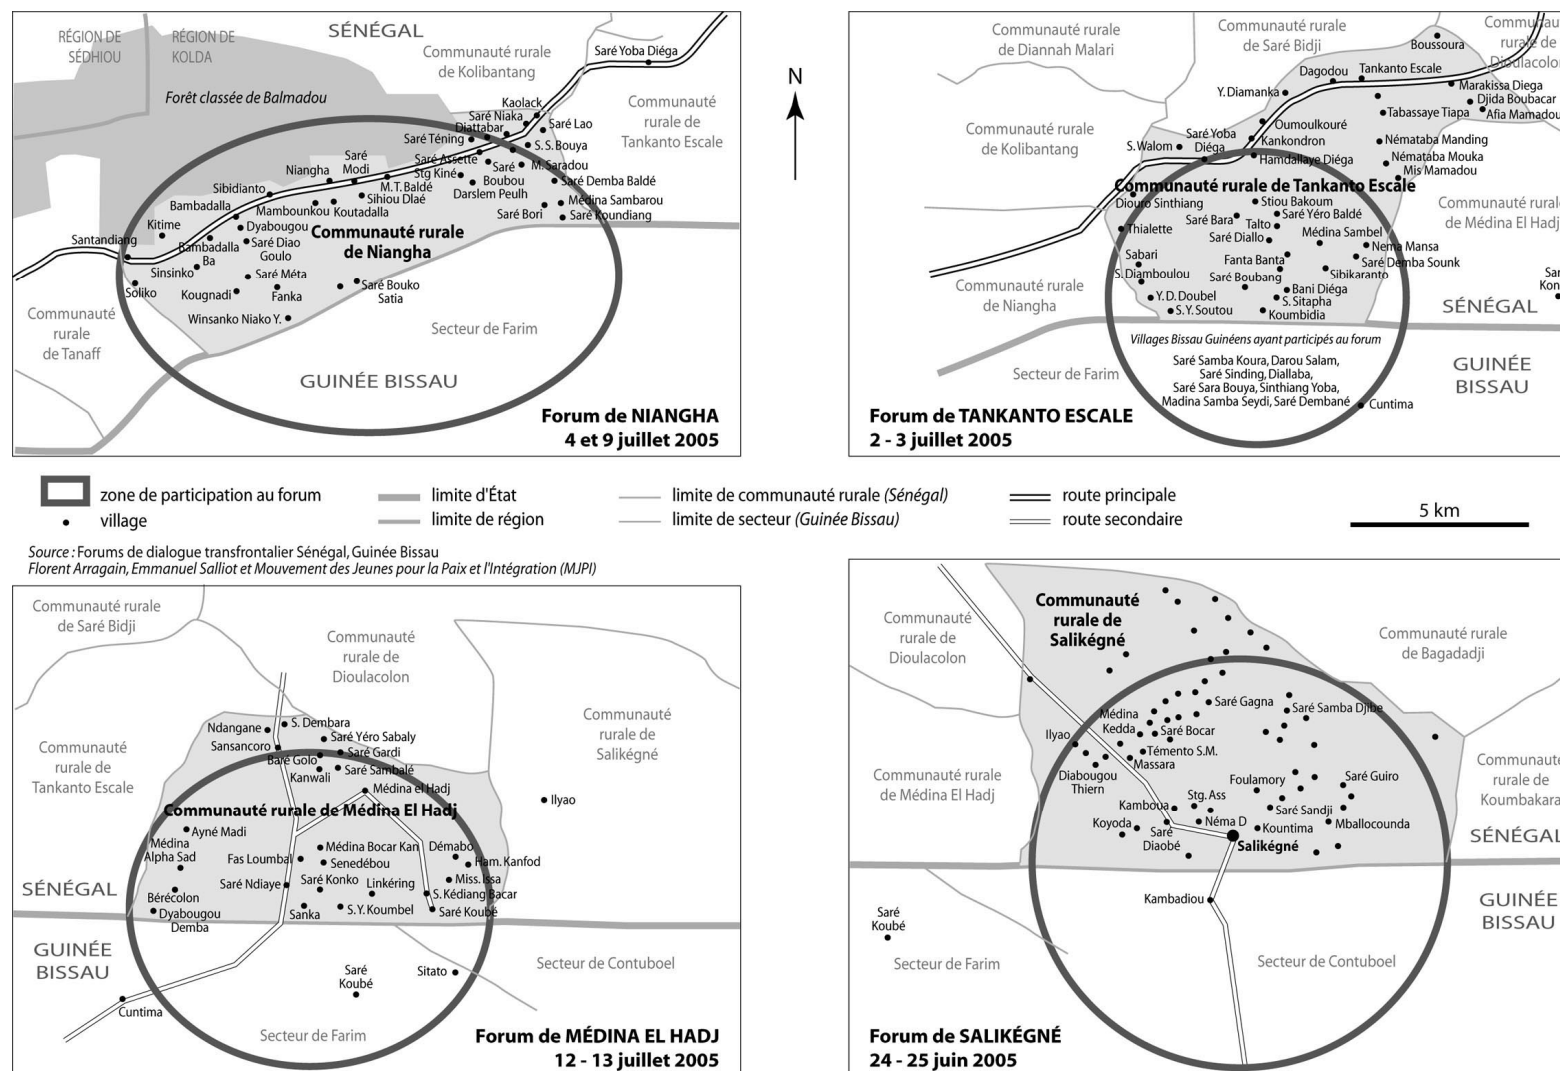 RÉGION DE
SÉDHIOU
RÉGION DE
KOLDA
SÉNÉGAL
Communauté rurale
de Kolibantang
Saré Yoba Diéga
Forêt classée de Balmadou
Communauté
rurale de
Tankanto Escale
Kaolack
Saré Niaka
Diattabar
Saré Lao
Saré Téning
S. S. Bouya
Saré Assette
Stg Kiné
Saré
Boubou
M. Saradou
Darslem Peulh
Saré Demba Baldé
Médina Sambarou
Saré Bori
Saré Koundiang
Saré
Modi
Niangha
M. T. Baldé
Sihiou Dlaé
Sibidianto
Mambounkou
Koutadalla
Bambadalla
Dyabougou
Kitime
Santandiang
Bambadalla
Ba
Saré Diao
Goulo
Communauté rurale
de Niangha
Sinsinko
Saré Méta
Soliko
Kougnadi
Fanka
Saré Bouko
Satia
Winsanko Niako Y.
Communauté
rurale
de Tanaff
Secteur de Farim
GUINÉE BISSAU
Forum de NIANGHA
4 et 9 juillet 2005
N
Communauté rurale
de Diannah Malari
Communauté rurale
de Saré Bidji
Communau
rurale de
Dioulacolon
Boussoura
Dagodou
Tankanto Escale
Y. Diamanka
Marakissa Diega
Djida Boubacar
Tabassaye Tiapa
Afia Mamadou
Communauté rurale
de Kolibantang
Oumoulkouré
Saré Yoba
Diéga
Kankondron
S. Walom
Hamdallaye Diéga
Némataba Manding
Némataba Mouka
Mis Mamadou
Communauté rurale de Tankanto Escale
Diouro Sinthiang
Stiou Bakoum
Saré Bara
Saré Yéro Baldé
Talto
Thialette
Saré Diallo
Médina Sambel
Communauté rurale
de Médina El Hadj
Nema Mansa
Sabari
Fanta Banta
Saré Demba Sounk
S. Diamboulou
Saré Boubang
Sibikaranto
Y. D. Doubel
Bani Diéga
S. Sitapha
S. Y. Soutou
Koumbidia
Sar
Kon
Communauté rurale
de Niangha
SÉNÉGAL
Villages Bissau Guinéens ayant participés au forum
Saré Samba Koura, Darou Salam,
Saré Sinding, Diallaba,
Saré Sara Bouya, Sinthiang Yoba,
Madina Samba Seydi, Saré Dembané
Secteur de Farim
GUINÉE
BISSAU
Cuntima
Forum de TANKANTO ESCALE
2 - 3 juillet 2005
zone de participation au forum
village
limite d'État
limite de région
limite de communauté rurale (Sénégal)
limite de secteur (Guinée Bissau)
route principale
route secondaire
5 km
Source : Forums de dialogue transfrontalier Sénégal, Guinée Bissau
Florent Arragain, Emmanuel Salliot et Mouvement des Jeunes pour la Paix et l'Intégration (MJPI)
Communauté rurale
de Saré Bidji
Communauté
rurale de
Dioulacolon
Communauté
rurale de
Salikégné
Communauté
rurale de
Tankanto Escale
Ndangane
S. Dembara
Sansancoro
Saré Yéro Sabaly
Saré Gardi
Baré Golo
Kanwali
Saré Sambalé
Médina el Hadj
Ilyao
Communauté rurale de Médina El Hadj
Ayné Madi
Médina
Alpha Sad
Fas Loumbal
Médina Bocar Kan
Senedébou
Démabo
Ham. Kanfod
Miss. Issa
Saré Konko
Saré Ndiaye
Linkéring
S. Kédiang Bacar
Bérécolon
Dyabougou
Demba
Sanka
S. Y. Koumbel
Saré Koubé
SÉNÉGAL
GUINÉE
BISSAU
Saré
Koubé
Sitato
Secteur de Contuboel
Cuntima
Secteur de Farim
Forum de MÉDINA EL HADJ
12 - 13 juillet 2005
Communauté
rurale de
Dioulacolon
Communauté
rurale de
Salikégné
Communauté rurale
de Bagadadji
Saré Gagna
Saré Samba Djibe
Médina
Kedda
Saré Bocar
Ilyao
Témento S.M.
Massara
Diabougou
Thiern
Communauté rurale
de Médina El Hadj
Foulamory
Saré Guiro
Communauté
rurale de
Koumbakara
Stg. Ass
Kamboua
Saré Sandji
Koyoda
Néma D
Kountima
Mballocounda
Saré
Diaobé
Salikégné
SÉNÉGAL
Kambadiou
GUINÉE
BISSAU
Saré
Koubé
Secteur de Farim
Secteur de Contuboel
Forum de SALIKÉGNÉ
24 - 25 juin 2005